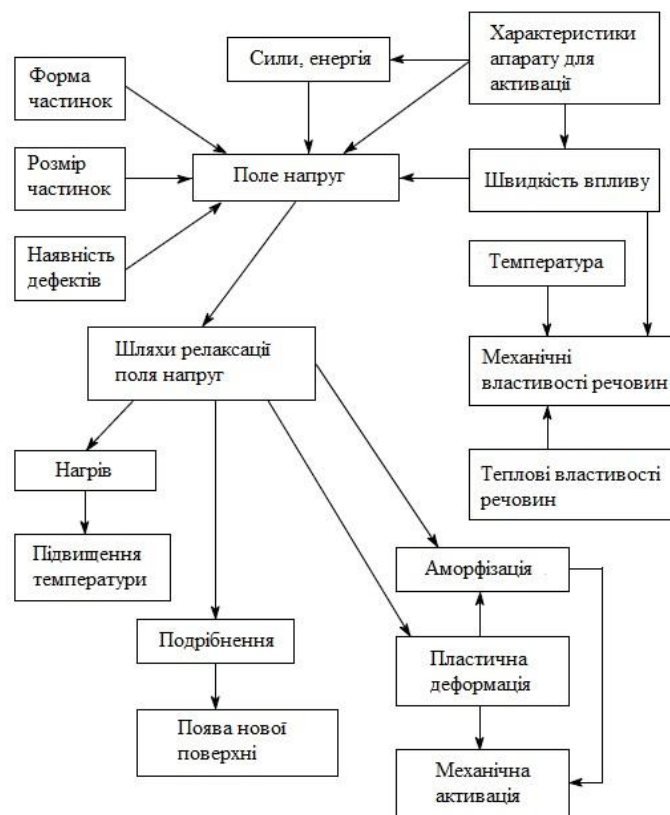 Форма
частинок
Сили, енергія
Характеристики
апарату для
активації
Розмір
частинок
Поле напруг
Швидкість впливу
Наявність
дефектів
Температура
Шляхи релаксації
поля напруг
Механічні
властивості речовин
Нагрів
Теплові властивості
речовин
Підвищення
температури
Аморфізація
Подрібнення
Пластична
деформація
Поява нової
поверхні
Механічна
активація